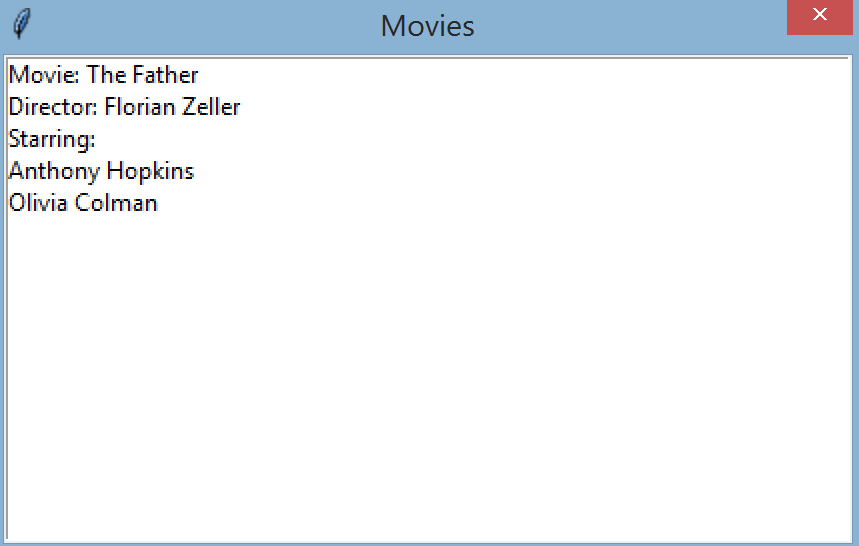 Movies
Movie: The Father
Director: Florian Zeller
Starring:
Anthony Hopkins
Olivia Colman